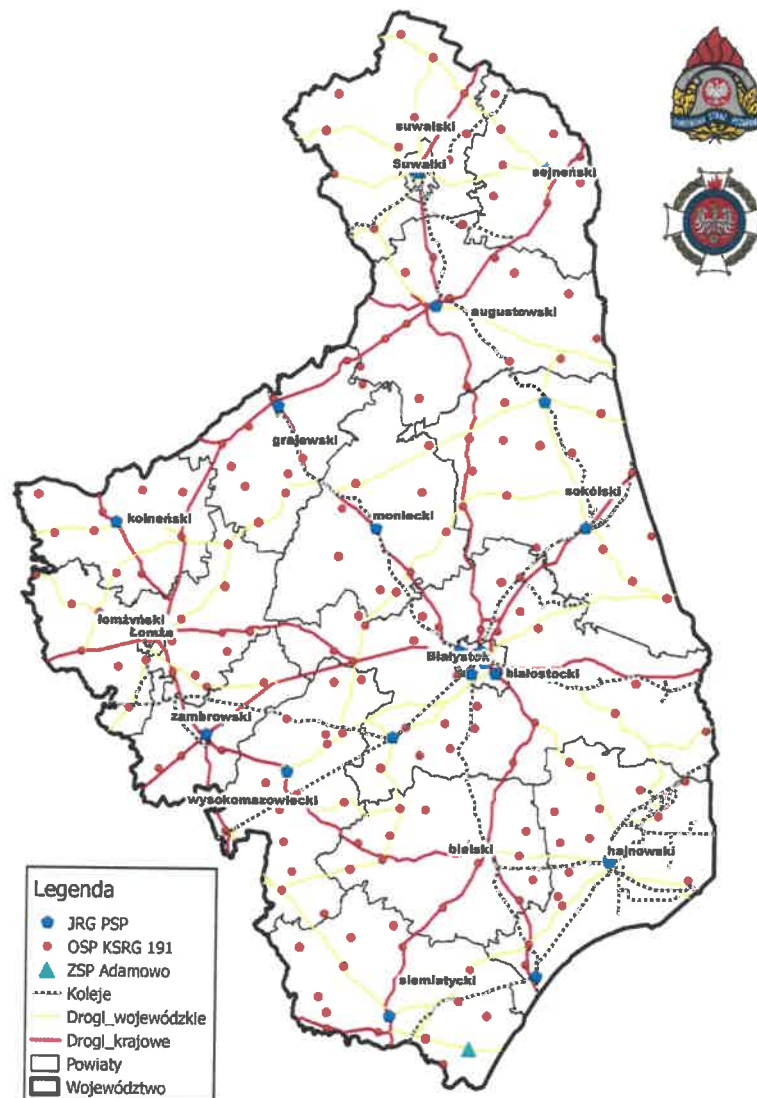 suwalski
Suwałki
sejneński
augustowski
grajewski
kolneński
moniecki
sokólski
łomżyński
Łomża
Białystok
białostocki
zambrowski
wysokomazowiecki
bielski
hajnowski
siemiatycki
Legenda
JRG PSP
OSP KSRG 191
ZSP Adamowo
Koleje
Drogi_wojewódzkie
Drogi_krajowe
Powiaty
Województwo